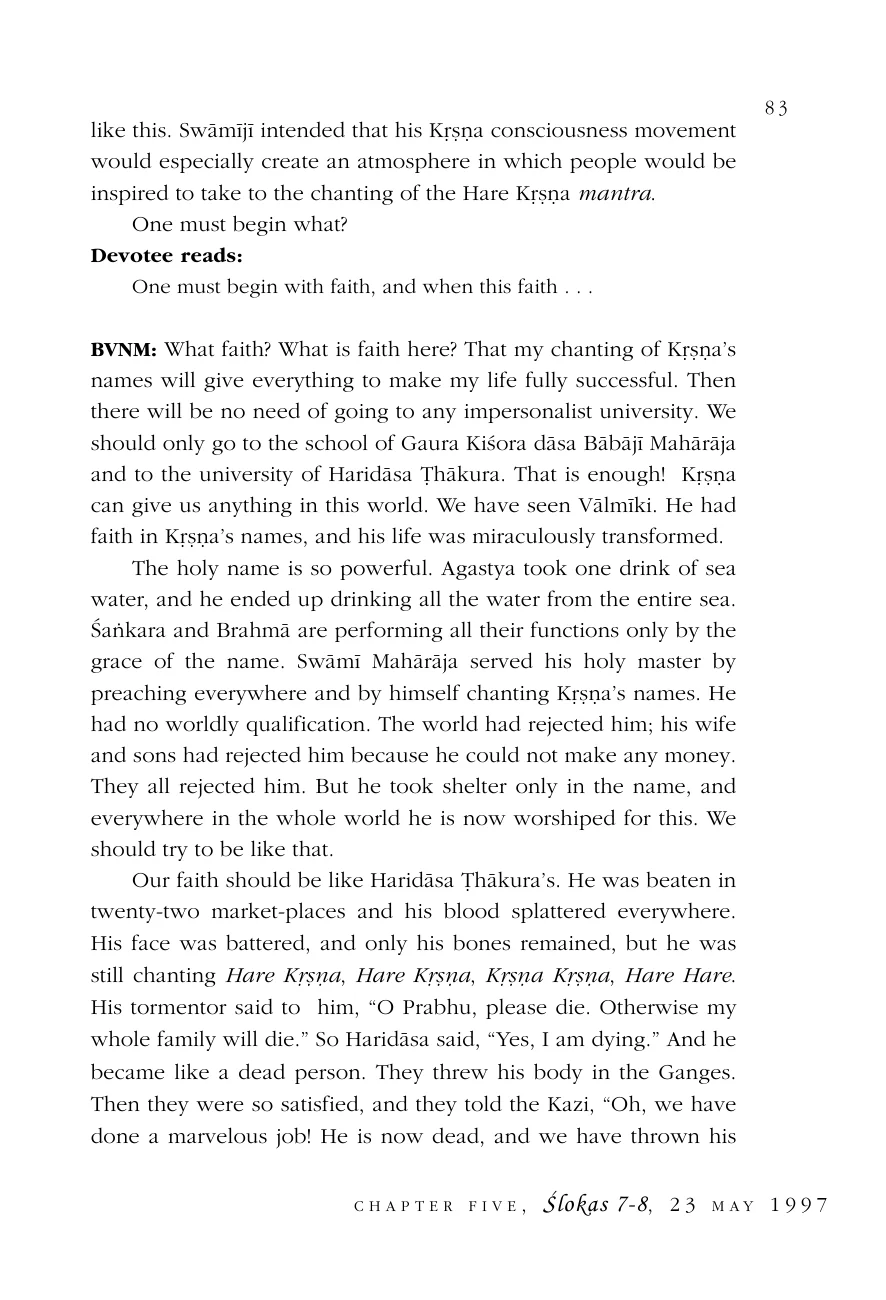 83
like this. Swāmījī intended that his Kṛṣṇa consciousness movement
would especially create an atmosphere in which people would be
inspired to take to the chanting of the Hare Kṛṣṇa mantra.
One must begin what?
Devotee reads:
One must begin with faith, and when this faith . . .
BVNM: What faith? What is faith here? That my chanting of Kṛṣṇa’s
names will give everything to make my life fully successful. Then
there will be no need of going to any impersonalist university. We
should only go to the school of Gaura Kiśora dāsa Bābājī Mahārāja
and to the university of Haridāsa Ṭhākura. That is enough!  Kṛṣṇa
can give us anything in this world. We have seen Vālmīki. He had
faith in Kṛṣṇa’s names, and his life was miraculously transformed.
The holy name is so powerful. Agastya took one drink of sea
water, and he ended up drinking all the water from the entire sea.
Śaṅkara and Brahmā are performing all their functions only by the
grace of the name. Swāmī Mahārāja served his holy master by
preaching everywhere and by himself chanting Kṛṣṇa’s names. He
had no worldly qualification. The world had rejected him; his wife
and sons had rejected him because he could not make any money.
They all rejected him. But he took shelter only in the name, and
everywhere in the whole world he is now worshiped for this. We
should try to be like that.
Our faith should be like Haridāsa Ṭhākura’s. He was beaten in
twenty-two market-places and his blood splattered everywhere.
His face was battered, and only his bones remained, but he was
still chanting Hare Kṛṣṇa, Hare Kṛṣṇa, Kṛṣṇa Kṛṣṇa, Hare Hare.
His tormentor said to  him, “O Prabhu, please die. Otherwise my
whole family will die.” So Haridāsa said, “Yes, I am dying.” And he
became like a dead person. They threw his body in the Ganges.
Then they were so satisfied, and they told the Kazi, “Oh, we have
done a marvelous job! He is now dead, and we have thrown his
CHAPTER FIVE, Ślokas 7-8, 23 MAY 1997